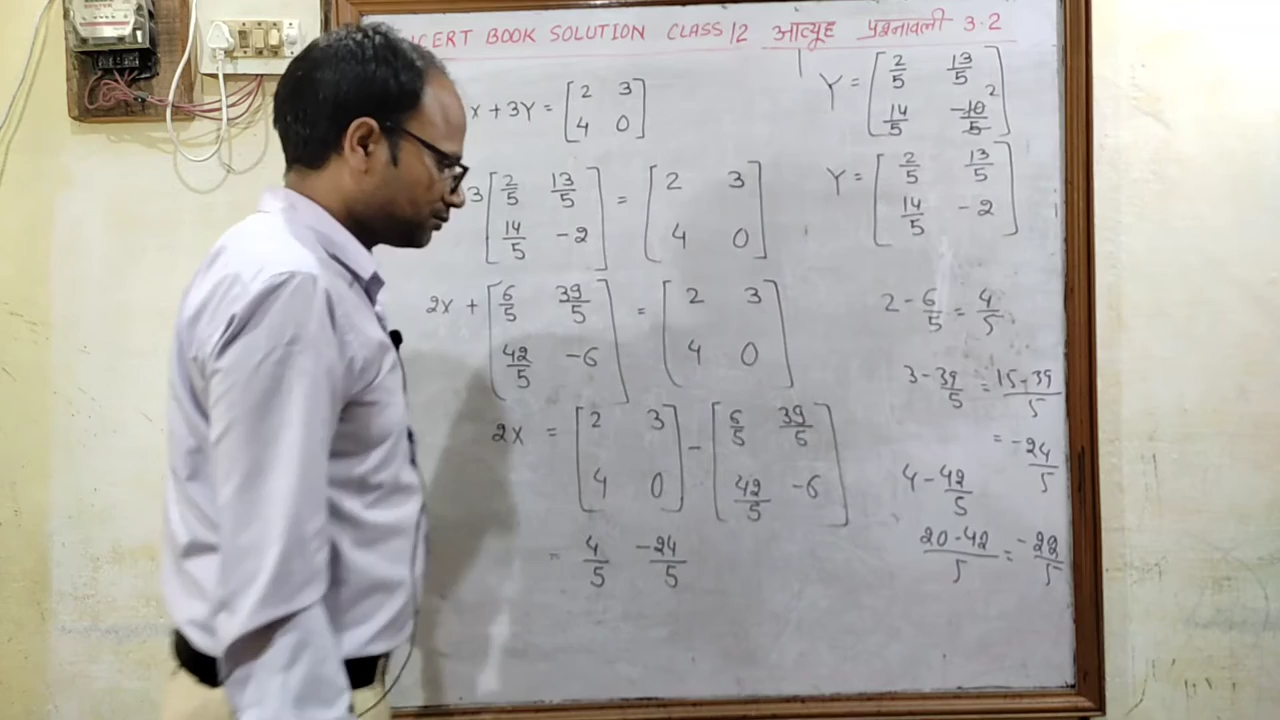 NCERT BOOK SOLUTION CLASS 12 आव्यूह प्रश्नावली 3.2
x + 3Y = [2 3
4 0]
3 [2/5 13/5
14/5 -2] = [2 3
4 0]
2x + [6/5 39/5
42/5 -6] = [2 3
4 0]
2x = [2 3
4 0] - [6/5 39/5
42/5 -6]
= 4/5 -24/5
Y = [2/5 13/5
14/5 -10/5 2]
Y = [2/5 13/5
14/5 -2]
2 - 6/5 = 4/5
3 - 39/5 = 15-39/5
= -24/5
4 - 42/5
20-42/5 = -22/5